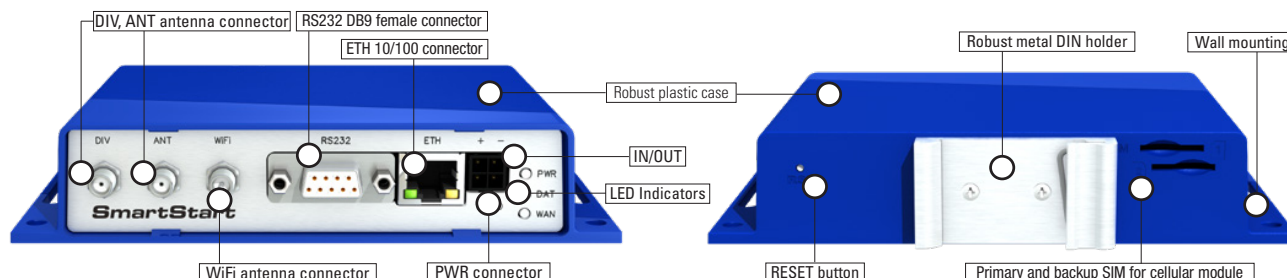 DIV, ANT antenna connector
RS232 DB9 female connector
ETH 10/100 connector
Robust metal DIN holder
Wall mounting
Robust plastic case
DIV
ANT
WiFi
RS232
ETH
+ -
IN/OUT
PWR
LED Indicators
DAT
WAN
SmartStart
WiFi antenna connector
PWR connector
RESET button
Primary and backup SIM for cellular module